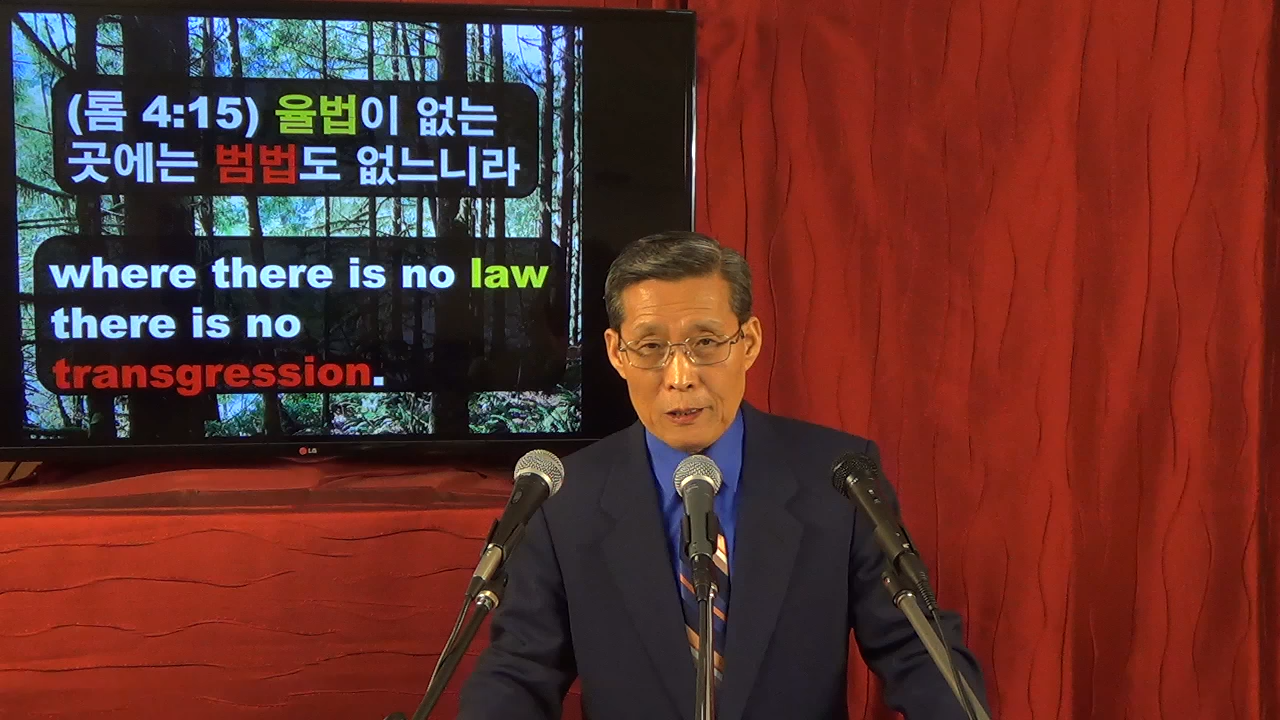 (롬 4:15) 율법이 없는
곳에는 범법도 없느니라
where there is no law
there is no
transgression.
LG